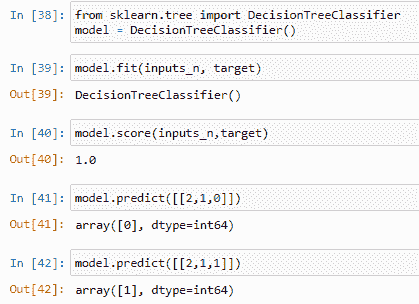 In [38]: from sklearn.tree import DecisionTreeClassifier
model = DecisionTreeClassifier()
In [39]: model.fit(inputs_n, target)
Out[39]: DecisionTreeClassifier()
In [40]: model.score(inputs_n,target)
Out[40]: 1.0
In [41]: model.predict([[2,1,0]])
Out[41]: array([0], dtype=int64)
In [42]: model.predict([[2,1,1]])
Out[42]: array([1], dtype=int64)